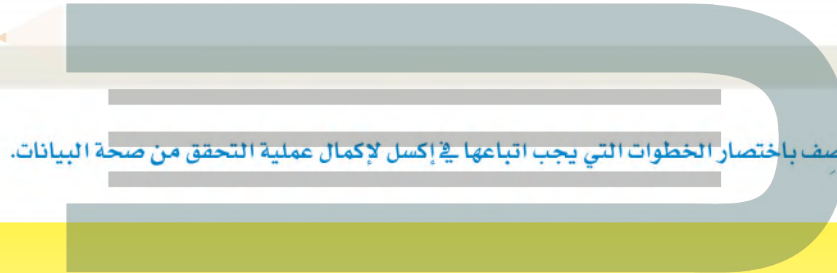 صِف باختصار الخطوات التي يجب اتباعها في إكسل لإكمال عملية التحقق من صحة البيانات.